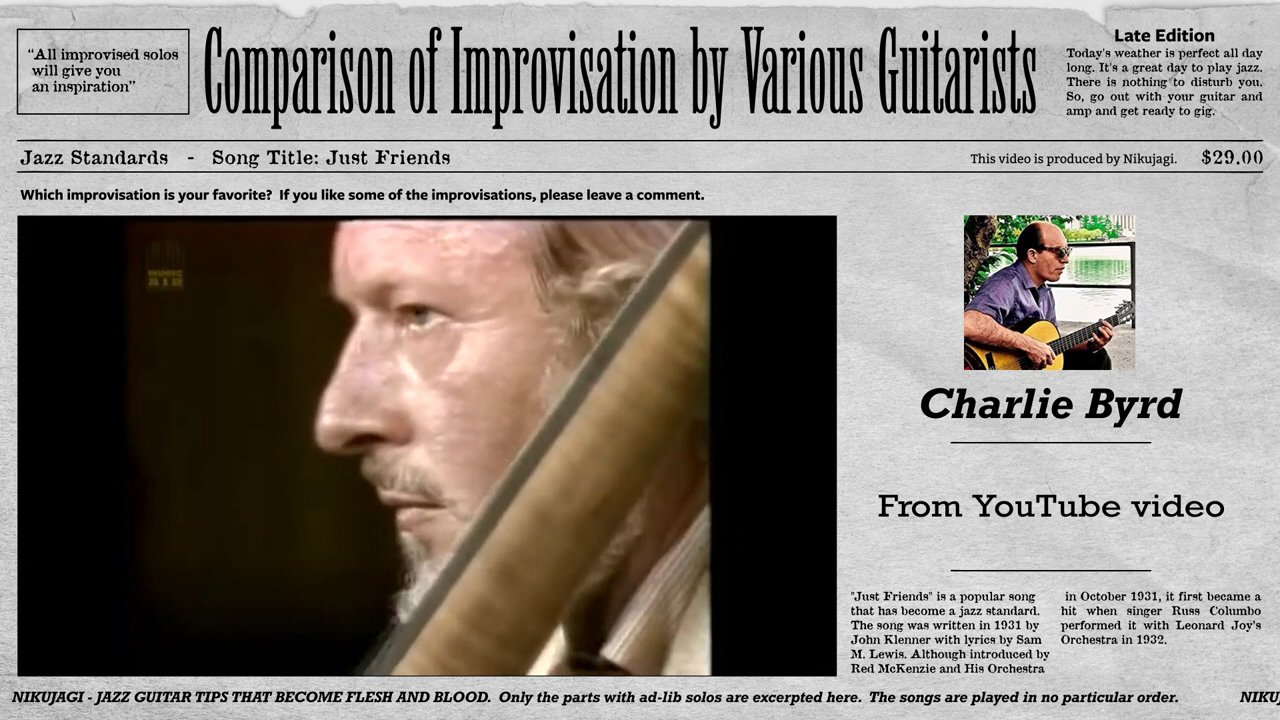 “All improvised solos
will give you
an inspiration”
Comparison of Improvisation by Various Guitarists
Late Edition
Today's weather is perfect all day
long. It's a great day to play jazz.
There is nothing to disturb you.
So, go out with your guitar and
amp and get ready to gig.
Jazz Standards - Song Title: Just Friends
This video is produced by Nikujagi. $29.00
Which improvisation is your favorite? If you like some of the improvisations, please leave a comment.
MUSIC
AIR
Charlie Byrd
From YouTube video
"Just Friends" is a popular song
that has become a jazz standard.
The song was written in 1931 by
John Klenner with lyrics by Sam
M. Lewis. Although introduced by
Red McKenzie and His Orchestra
in October 1931, it first became a
hit when singer Russ Columbo
performed it with Leonard Joy's
Orchestra in 1932.
NIKUJAGI - JAZZ GUITAR TIPS THAT BECOME FLESH AND BLOOD. Only the parts with ad-lib solos are excerpted here. The songs are played in no particular order. NIKUJ